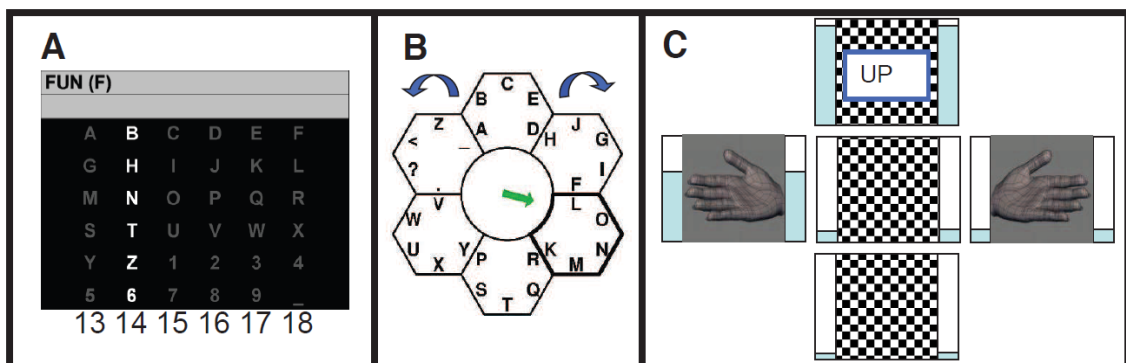 A
FUN (F)
A B C D E F
G H I J K L
M N O P Q R
S T U V W X
Y Z 1 2 3 4
5 6 7 8 9 _
13 14 15 16 17 18
B
C
B E
A D
Z
< _
?
.
J
H G
I
F
V
W
U Y
X
L
O
K N
M
P R
S Q
T
C
UP